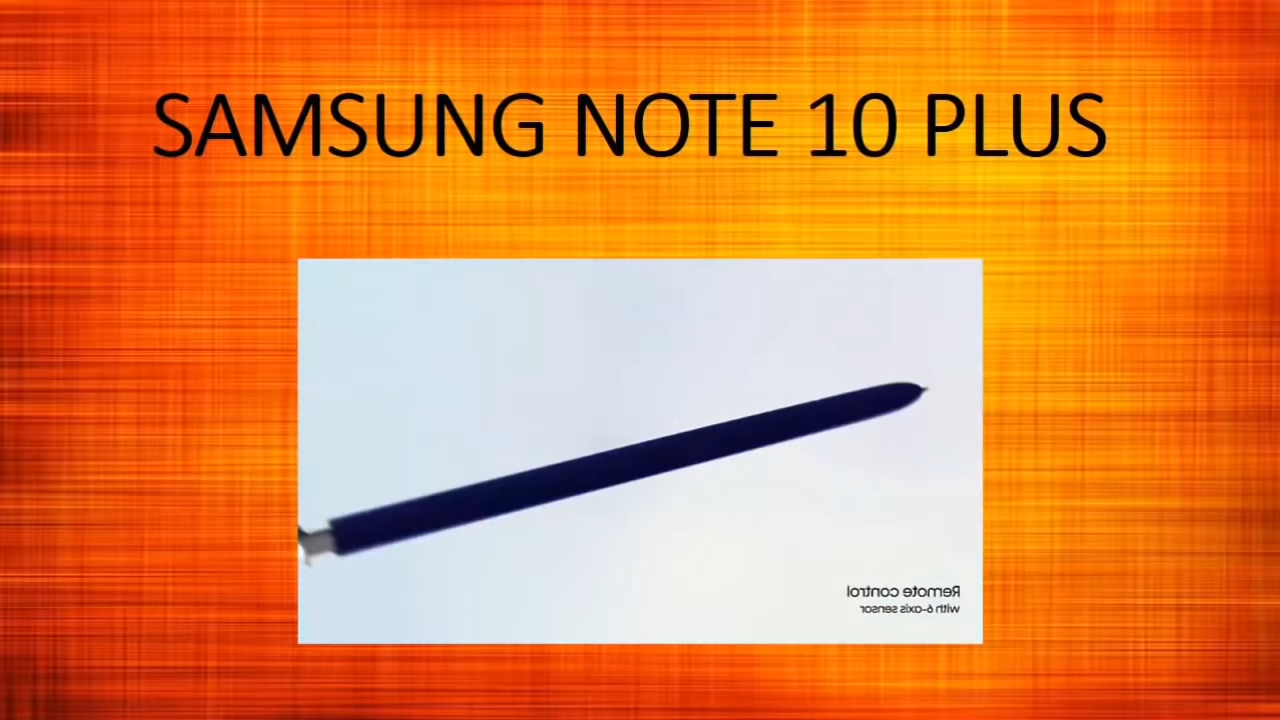 SAMSUNG NOTE 10 PLUS
Remote control
with 6-axis sensor